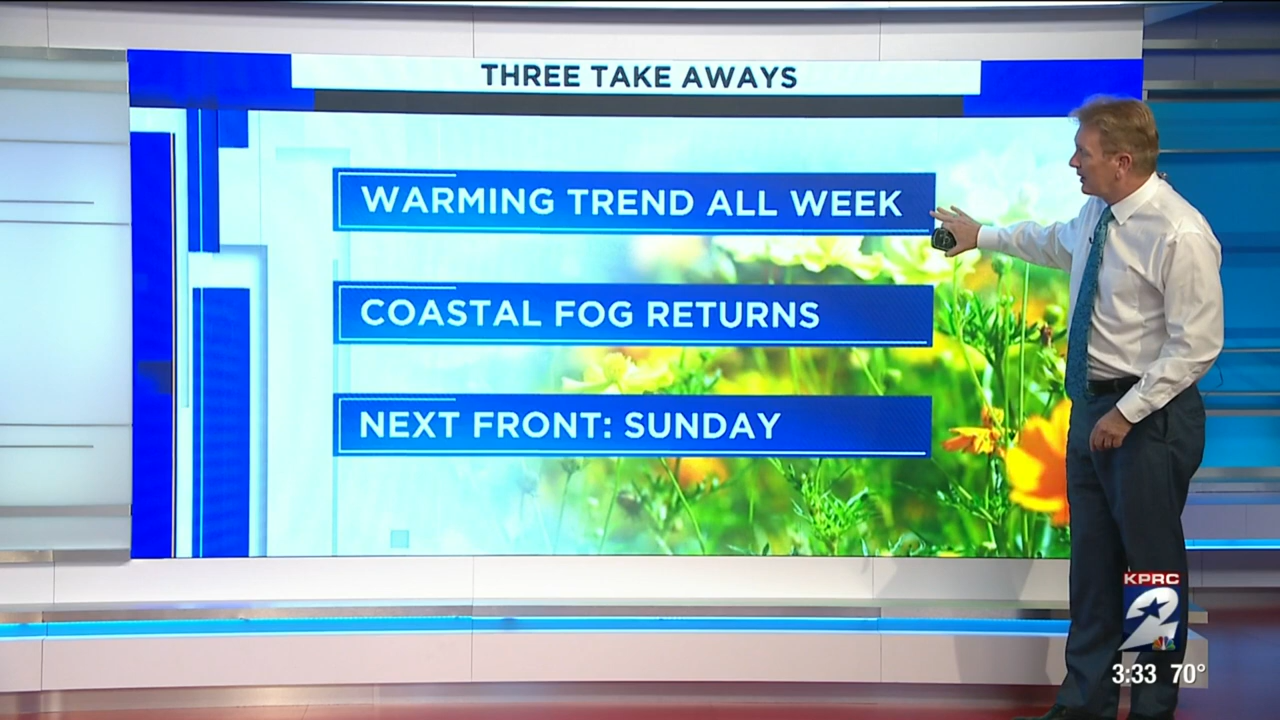 THREE TAKE AWAYS
WARMING TREND ALL WEEK
COASTAL FOG RETURNS
NEXT FRONT: SUNDAY
KPRC
2
3:33 70°